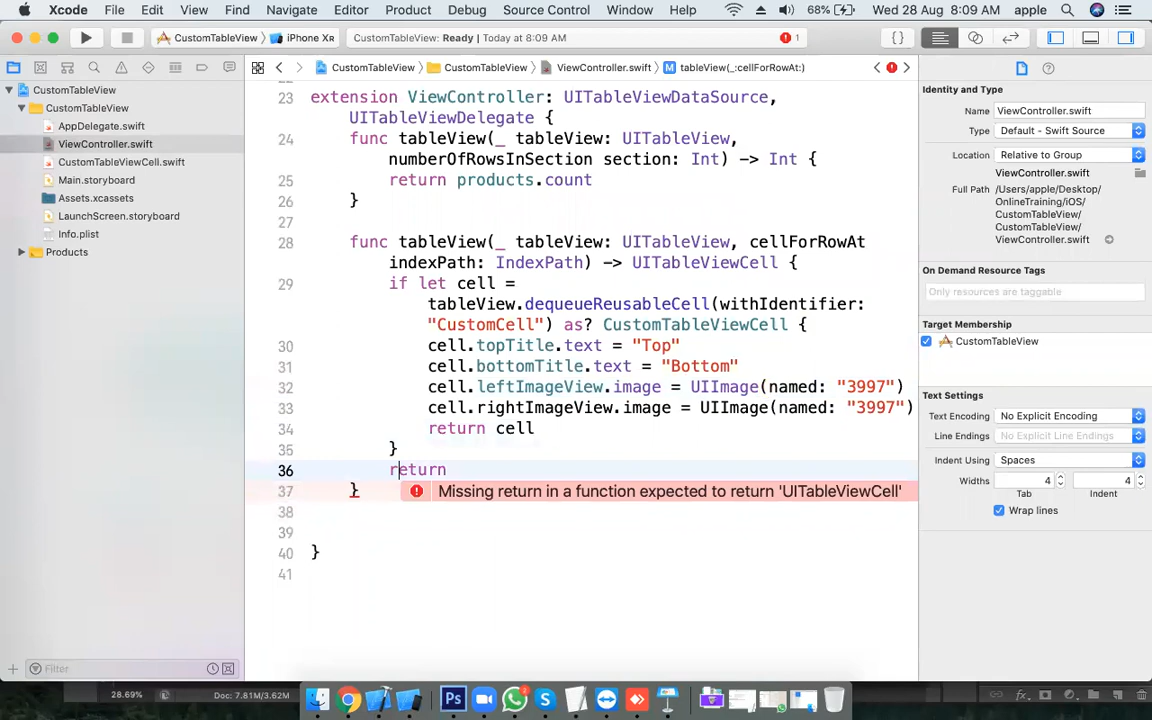 Xcode File Edit View Find Navigate Editor Product Debug Source Control Window Help 68% Wed 28 Aug 8:09 AM apple
CustomTableView iPhone XR CustomTableView: Ready | Today at 8:09 AM 1
CustomTableView CustomTableView ViewController.swift M tableView(_:cellForRowAt:)
CustomTableView
CustomTableView
AppDelegate.swift
ViewController.swift
CustomTableViewCell.swift
Main.storyboard
Assets.xcassets
LaunchScreen.storyboard
Info.plist
Products
Filter
23 extension ViewController: UITableViewDataSource,
UITableViewDelegate {
24 func tableView(_ tableView: UITableView,
numberOfRowsInSection section: Int) -> Int {
25 return products.count
26 }
27
28 func tableView(_ tableView: UITableView, cellForRowAt
indexPath: IndexPath) -> UITableViewCell {
29 if let cell =
tableView.dequeueReusableCell(withIdentifier:
"CustomCell") as? CustomTableViewCell {
30 cell.topTitle.text = "Top"
31 cell.bottomTitle.text = "Bottom"
32 cell.leftImageView.image = UIImage(named: "3997")
33 cell.rightImageView.image = UIImage(named: "3997")
34 return cell
35 }
36 return
37 } Missing return in a function expected to return 'UITableViewCell'
38
39
40 }
41
Identity and Type
Name ViewController.swift
Type Default - Swift Source
Location Relative to Group
ViewController.swift
Full Path /Users/apple/Desktop/
OnlineTraining/iOS/
CustomTableView/
CustomTableView/
ViewController.swift
On Demand Resource Tags
Only resources are taggable
Target Membership
CustomTableView
Text Settings
Text Encoding No Explicit Encoding
Line Endings No Explicit Line Endings
Indent Using Spaces
Widths 4 4
Tab Indent
Wrap lines
28.69% Doc: 7.81M/3.62M
Ps